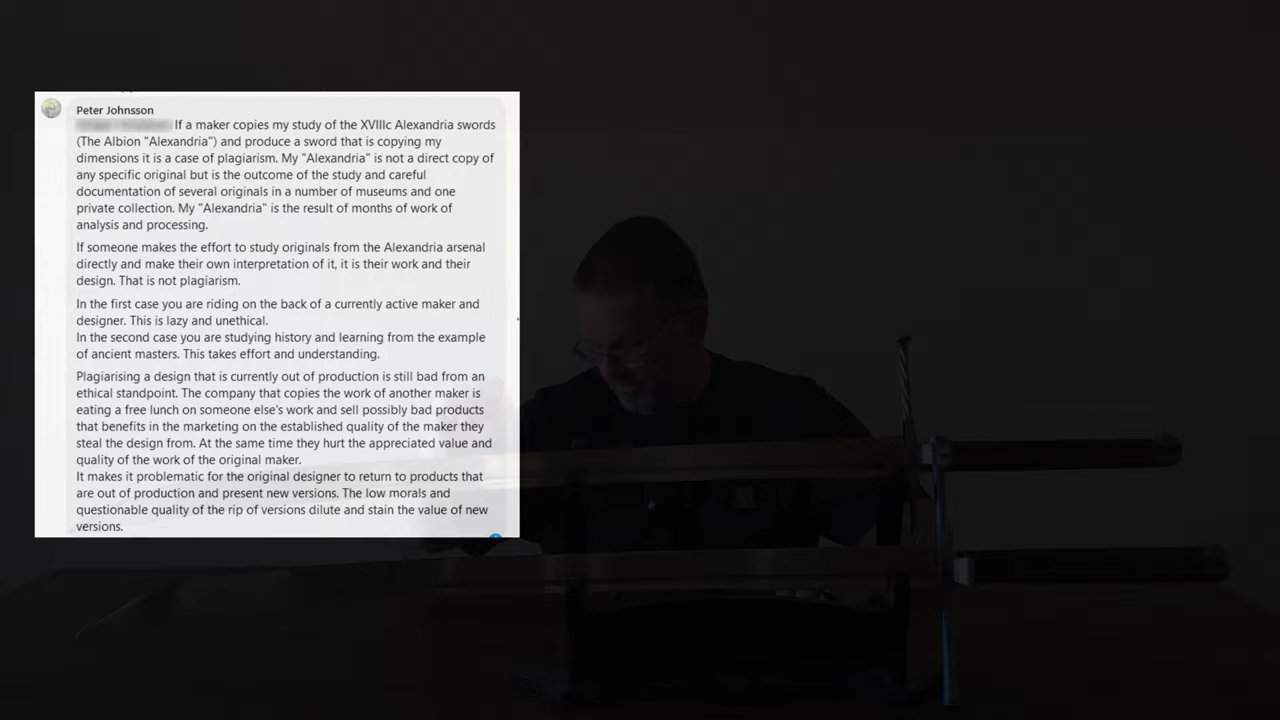 Peter Johnsson
If a maker copies my study of the XVIIIc Alexandria swords
(The Albion "Alexandria") and produce a sword that is copying my
dimensions it is a case of plagiarism. My "Alexandria" is not a direct copy of
any specific original but is the outcome of the study and careful
documentation of several originals in a number of museums and one
private collection. My "Alexandria" is the result of months of work of
analysis and processing.
If someone makes the effort to study originals from the Alexandria arsenal
directly and make their own interpretation of it, it is their work and their
design. That is not plagiarism.
In the first case you are riding on the back of a currently active maker and
designer. This is lazy and unethical.
In the second case you are studying history and learning from the example
of ancient masters. This takes effort and understanding.
Plagiarising a design that is currently out of production is still bad from an
ethical standpoint. The company that copies the work of another maker is
eating a free lunch on someone else's work and sell possibly bad products
that benefits in the marketing on the established quality of the maker they
steal the design from. At the same time they hurt the appreciated value and
quality of the work of the original maker.
It makes it problematic for the original designer to return to products that
are out of production and present new versions. The low morals and
questionable quality of the rip of versions dilute and stain the value of new
versions.